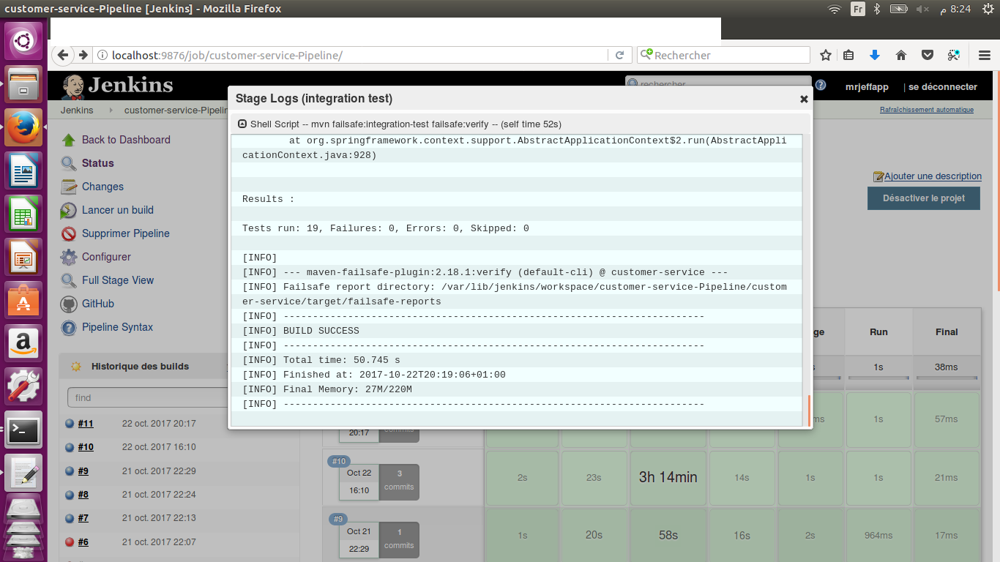 customer-service-Pipeline [Jenkins] - Mozilla Firefox
Fr
8:24 م
localhost:9876/job/customer-service-Pipeline/
Rechercher
Jenkins
rechercher
mrjeffapp
| se déconnecter
Jenkins
customer-service-Pipelin
Rafraîchissement automatique
Back to Dashboard
Status
Changes
Lancer un build
Supprimer Pipeline
Configurer
Full Stage View
GitHub
Pipeline Syntax
Historique des builds
find
#11 22 oct. 2017 20:17
#10 22 oct. 2017 16:10
#9 21 oct. 2017 22:29
#8 21 oct. 2017 22:24
#7 21 oct. 2017 22:13
#6 21 oct. 2017 22:07
Ajouter une description
Désactiver le projet
Stage Logs (integration test)
Shell Script -- mvn failsafe:integration-test failsafe:verify -- (self time 52s)
at org.springframework.context.support.AbstractApplicationContext$2.run(AbstractAppli
cationContext.java:928)
Results :
Tests run: 19, Failures: 0, Errors: 0, Skipped: 0
[INFO]
[INFO] --- maven-failsafe-plugin:2.18.1:verify (default-cli) @ customer-service ---
[INFO] Failsafe report directory: /var/lib/jenkins/workspace/customer-service-Pipeline/custom
er-service/target/failsafe-reports
[INFO] ------------------------------------------------------------------------
[INFO] BUILD SUCCESS
[INFO] ------------------------------------------------------------------------
[INFO] Total time: 50.745 s
[INFO] Finished at: 2017-10-22T20:19:06+01:00
[INFO] Final Memory: 27M/220M
[INFO] ------------------------------------------------------------------------
ge Run Final
s 1s 38ms
20:17 commits
ms 1s 57ms
#10
Oct 22
16:10
3
commits
2s 23s 3h 14min 14s 1s 1s 21ms
#9
Oct 21
22:29
1
commits
1s 20s 58s 16s 2s 964ms 17ms